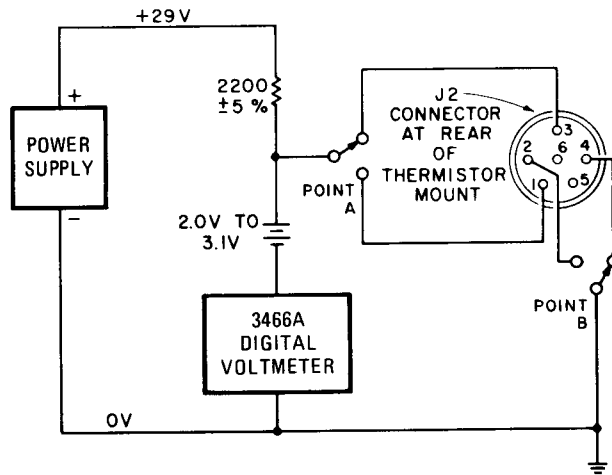 +29V
2200
±5 %
+
POWER
SUPPLY
−
J2
CONNECTOR
AT REAR
OF
THERMISTOR
MOUNT
3
2
6
4
1
5
POINT
A
2.0V TO
3.1V
POINT
B
3466A
DIGITAL
VOLTMETER
0V